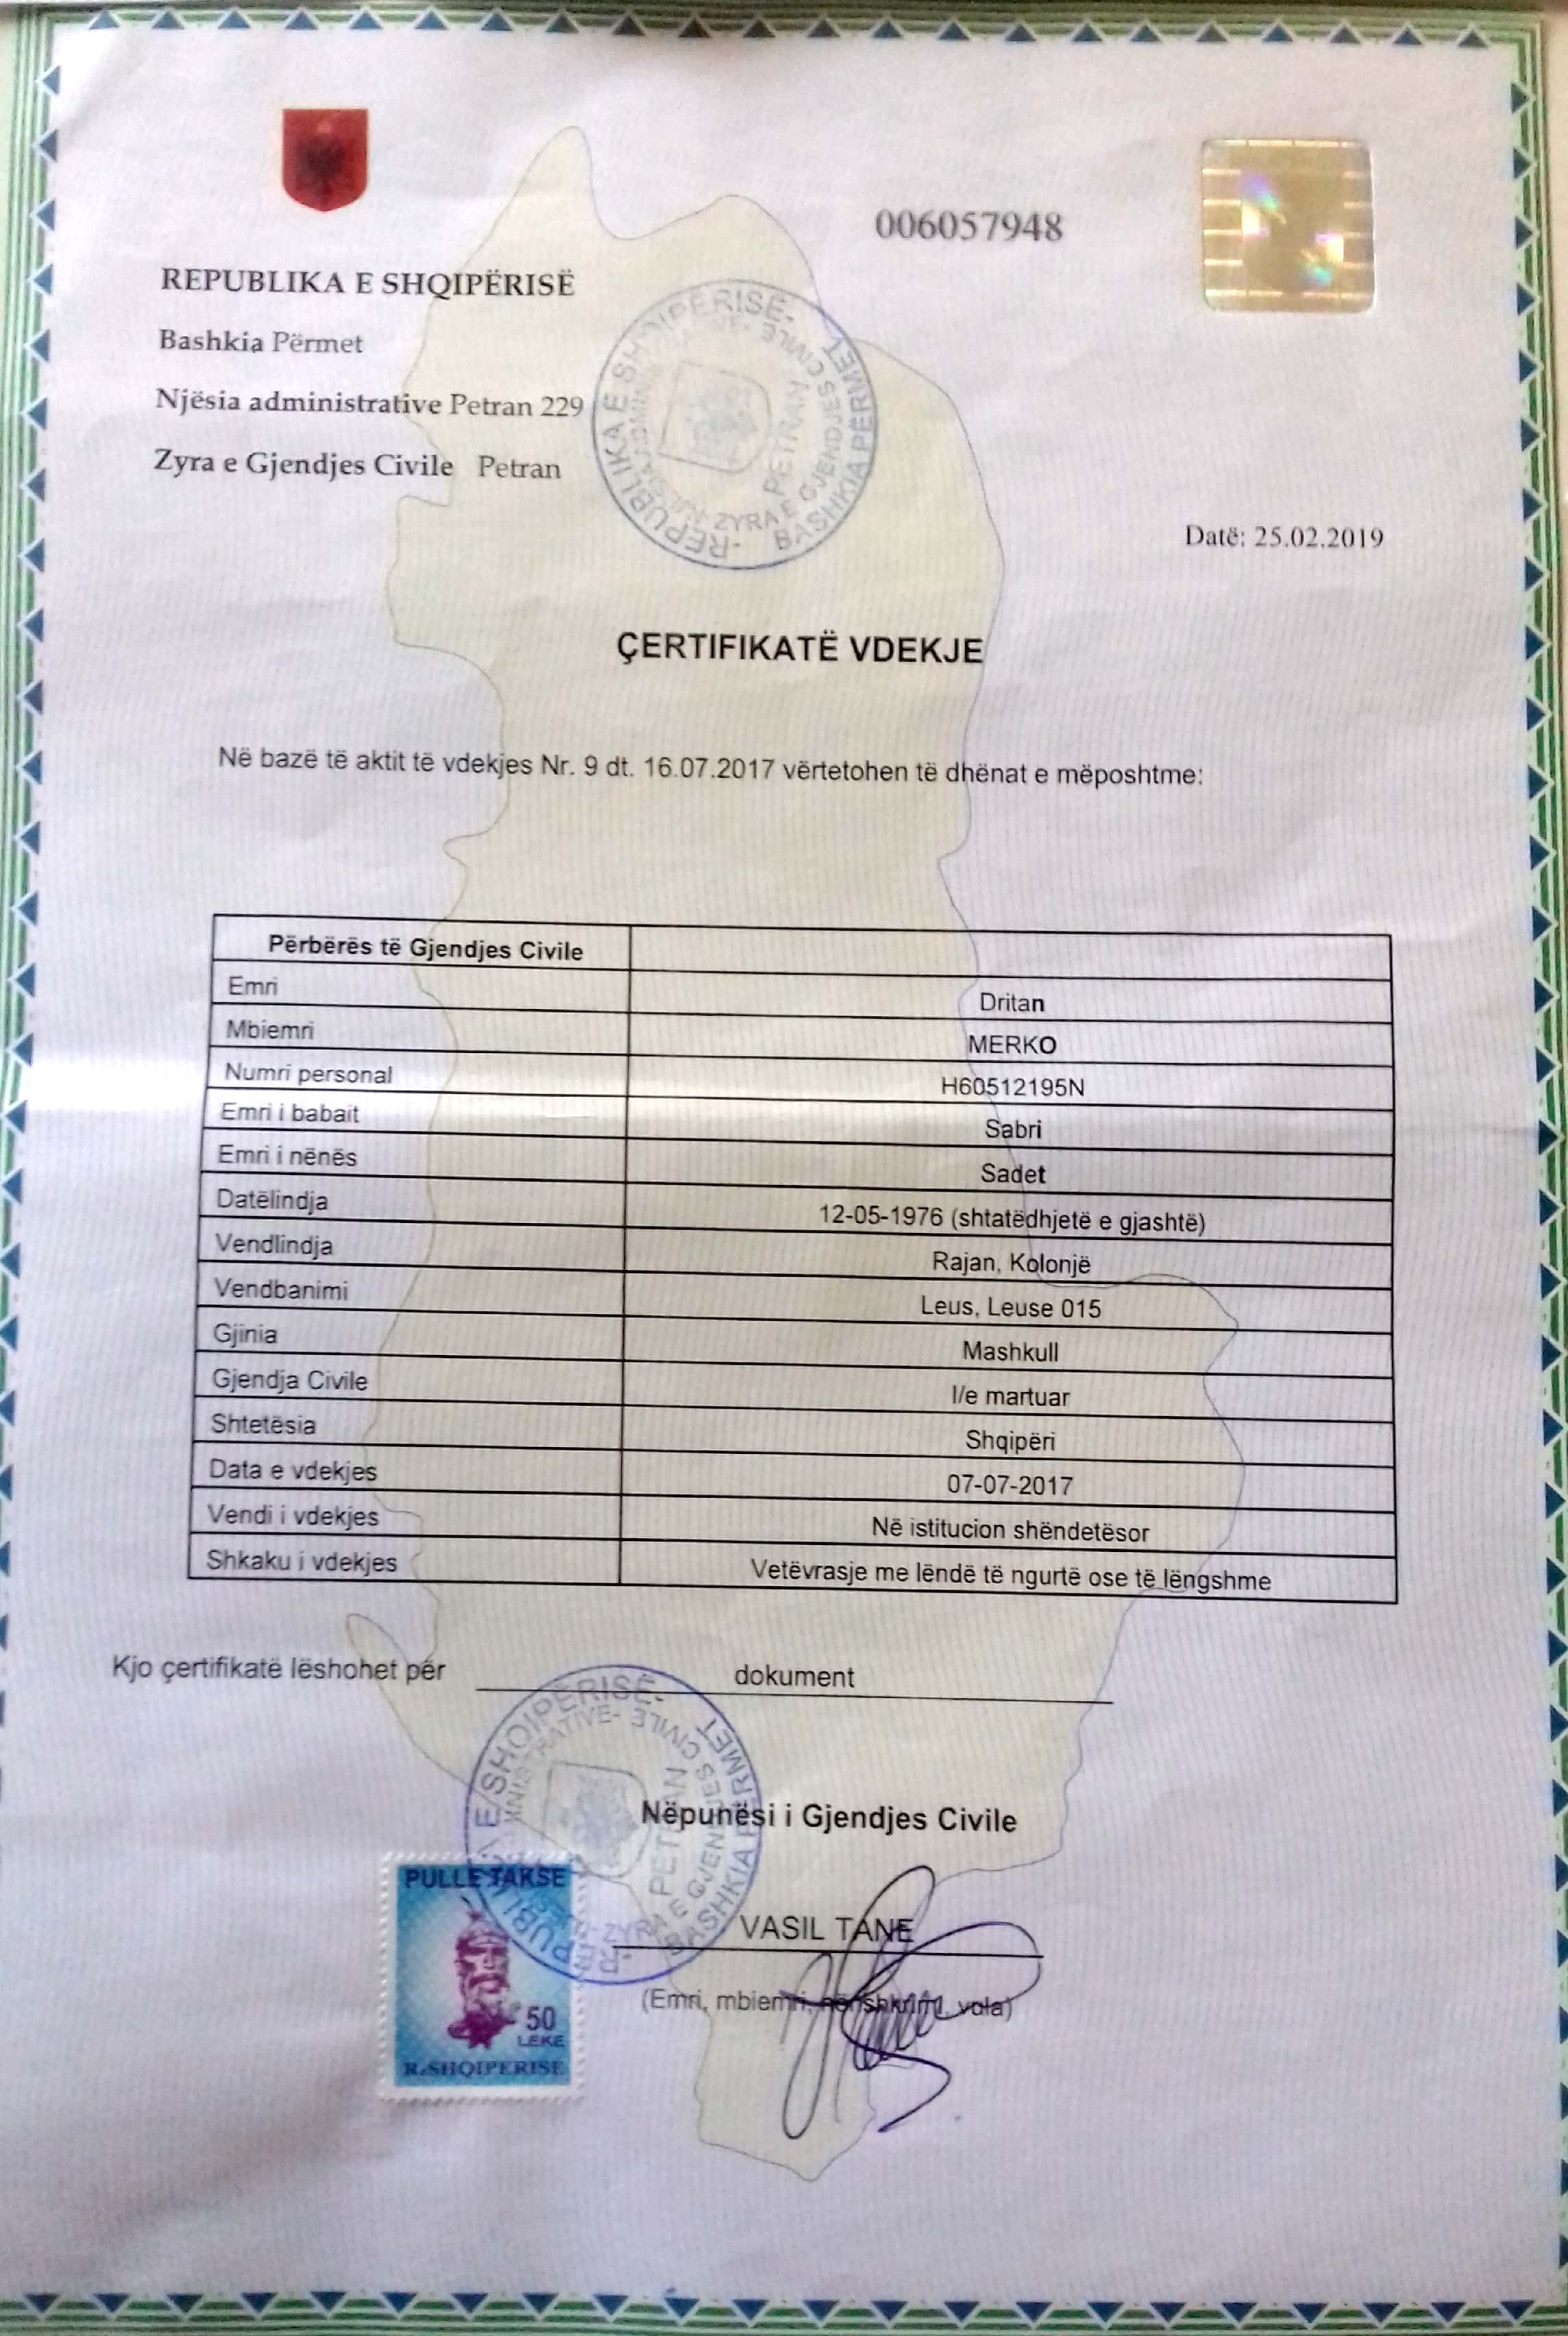 006057948
REPUBLIKA E SHQIPËRISË
Bashkia Përmet
Njësia administrative Petran 229
Zyra e Gjendjes Civile Petran
REPUBLIKA E SHQIPËRISË-
BASHKIA PËRMET
ZYRA E GJENDJES CIVILE
PETRAN
Datë: 25.02.2019
ÇERTIFIKATË VDEKJE
Në bazë të aktit të vdekjes Nr. 9 dt. 16.07.2017 vërtetohen të dhënat e mëposhtme:
Përbërës të Gjendjes Civile
Emri Dritan
Mbiemri MERKO
Numri personal H60512195N
Emri i babait Sabri
Emri i nënës Sadet
Datëlindja 12-05-1976 (shtatëdhjetë e gjashtë)
Vendlindja Rajan, Kolonjë
Vendbanimi Leus, Leuse 015
Gjinia Mashkull
Gjendja Civile I/e martuar
Shtetësia Shqipëri
Data e vdekjes 07-07-2017
Vendi i vdekjes Në istitucion shëndetësor
Shkaku i vdekjes Vetëvrasje me lëndë të ngurtë ose të lëngshme
Kjo çertifikatë lëshohet për dokument
Nëpunësi i Gjendjes Civile
VASIL TANE
(Emri, mbiemri, nënshkrimi, vula)
PULLË TAKSE
50
LEKË
R.SHQIPERISE